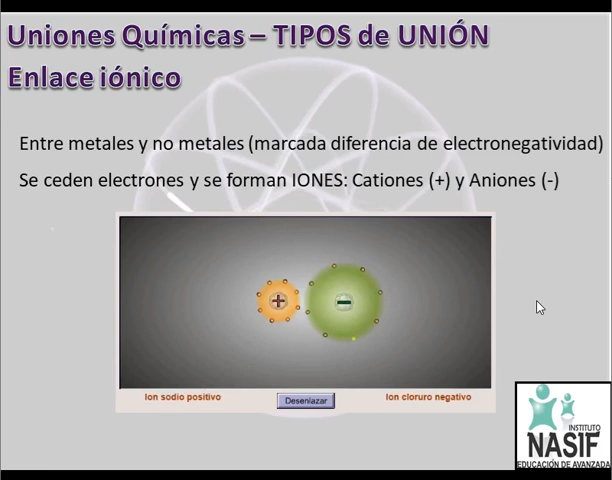 Uniones Químicas – TIPOS de UNIÓN
Enlace iónico
Entre metales y no metales (marcada diferencia de electronegatividad)
Se ceden electrones y se forman IONES: Cationes (+) y Aniones (-)
Ion sodio positivo
Desenlazar
Ion cloruro negativo
INSTITUTO
NASIF
EDUCACIÓN DE AVANZADA